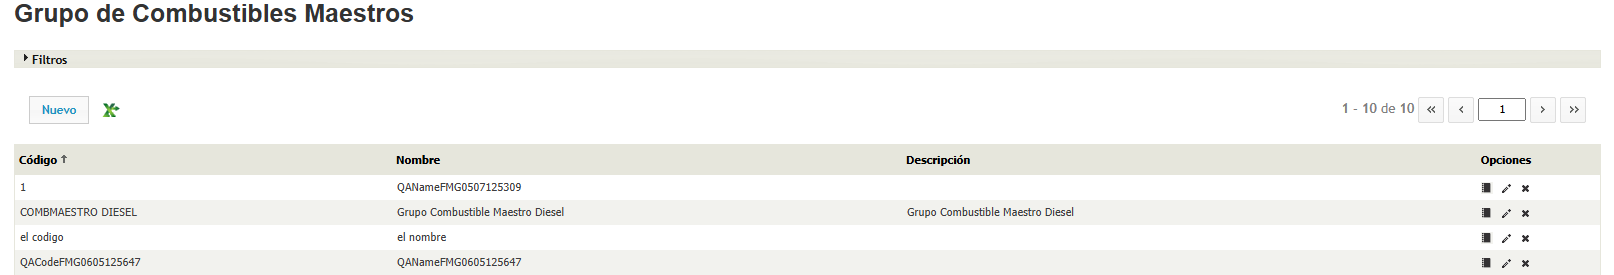 Grupo de Combustibles Maestros
Filtros
Nuevo
1 - 10 de 10 « ‹ 1 › »
Código ↑ Nombre Descripción Opciones
1 QANameFMG0507125309
COMBMAESTRO DIESEL Grupo Combustible Maestro Diesel Grupo Combustible Maestro Diesel
el codigo el nombre
QACodeFMG0605125647 QANameFMG0605125647